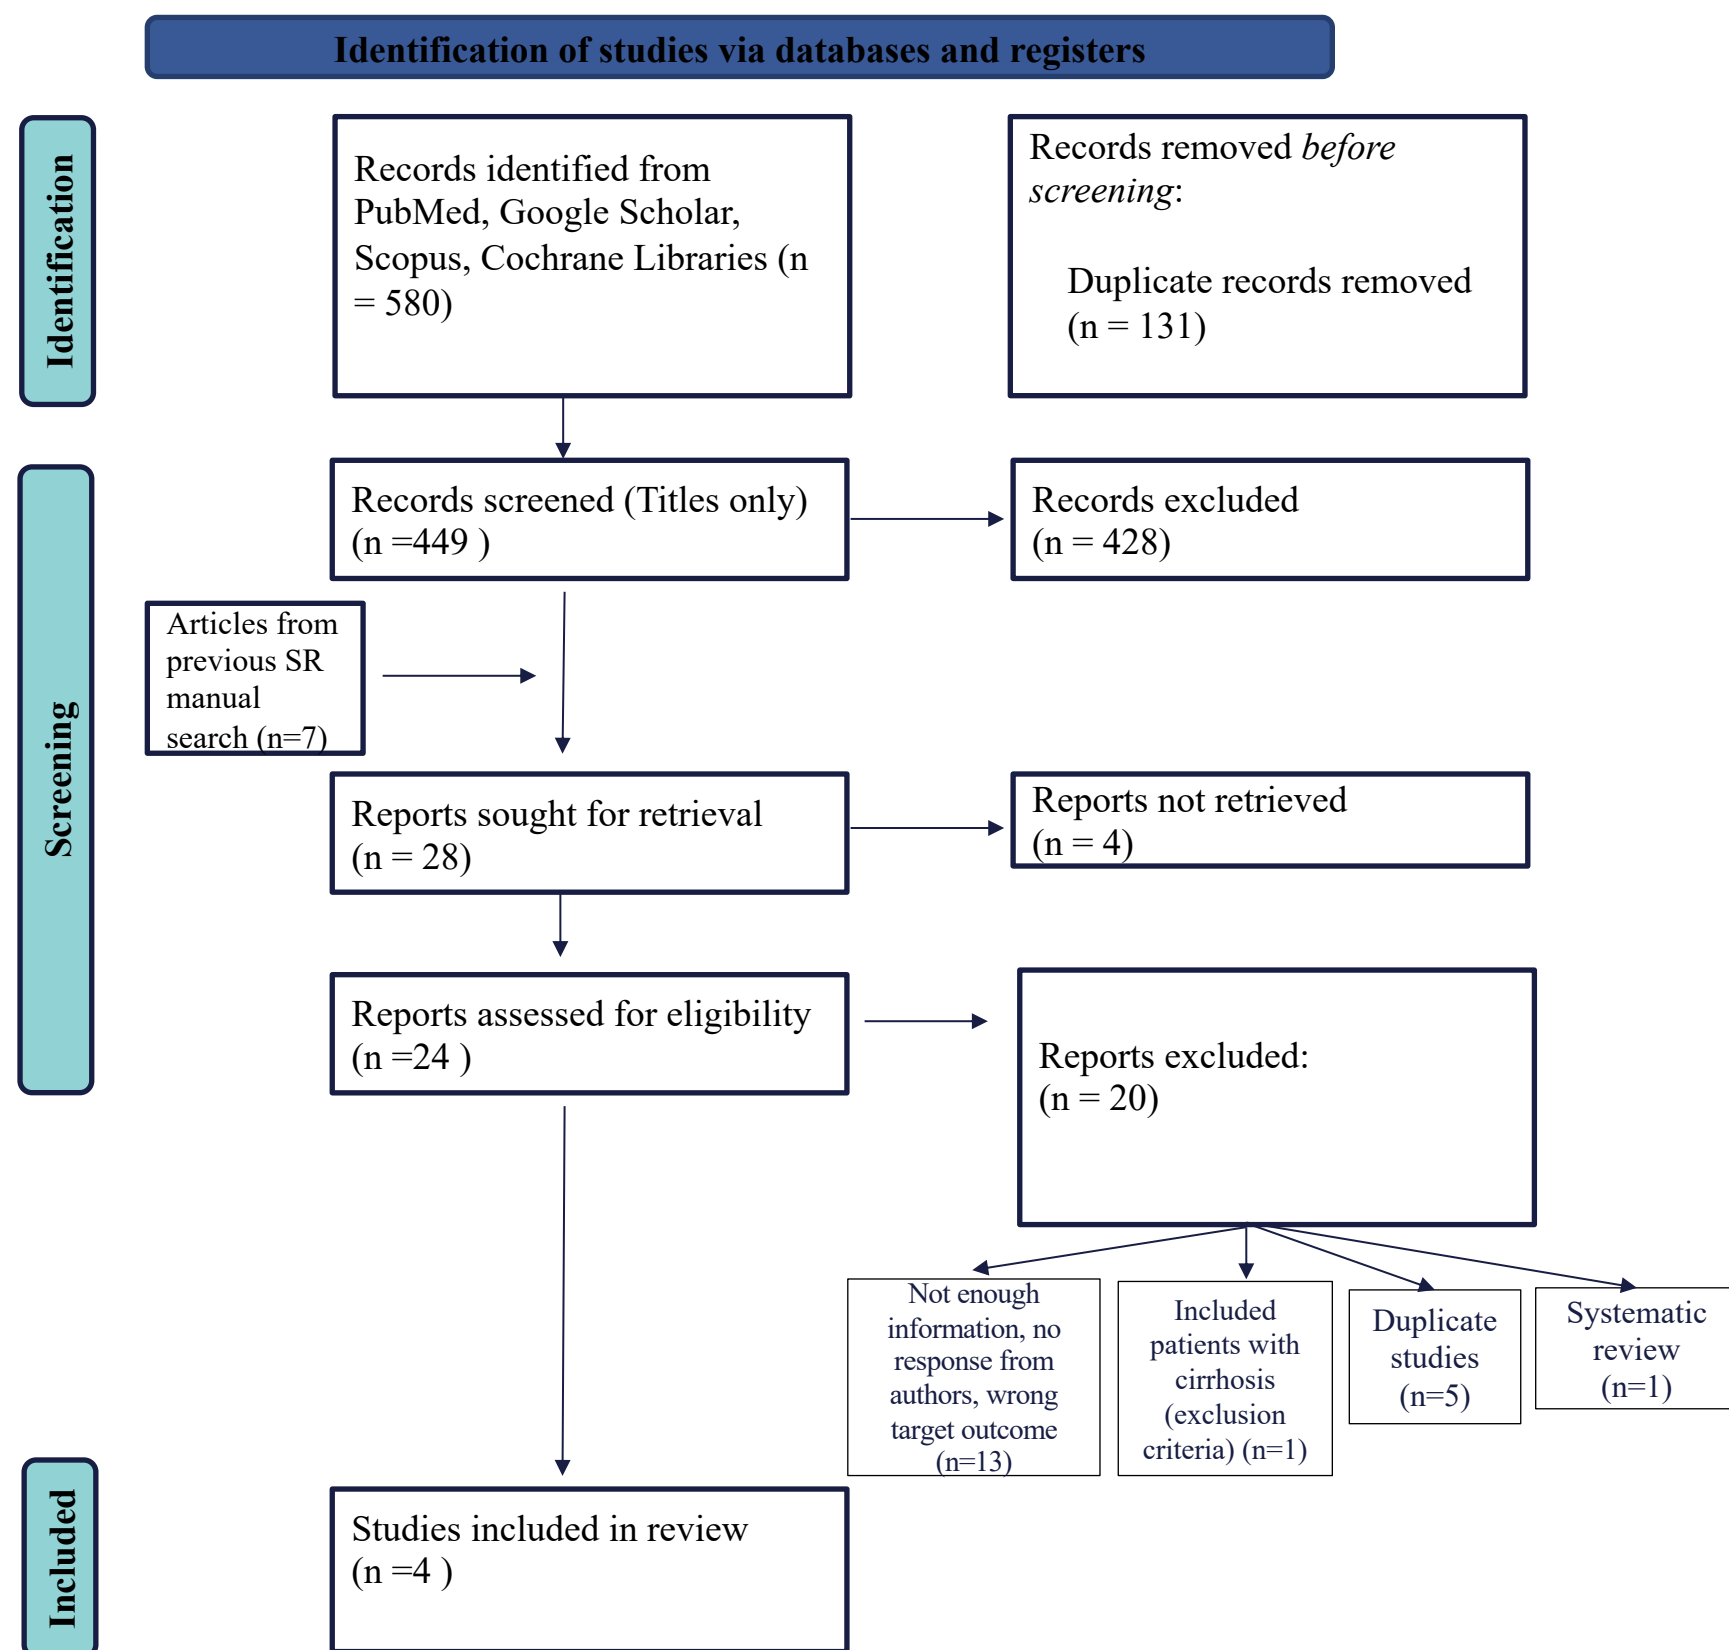 Identification of studies via databases and registers
Identification
Records identified from
PubMed, Google Scholar,
Scopus, Cochrane Libraries (n
= 580)
Records removed before
screening:
Duplicate records removed
(n = 131)
Screening
Records screened (Titles only)
(n =449 )
Records excluded
(n = 428)
Articles from
previous SR
manual
search (n=7)
Reports sought for retrieval
(n = 28)
Reports not retrieved
(n = 4)
Reports assessed for eligibility
(n =24 )
Reports excluded:
(n = 20)
Not enough
information, no
response from
authors, wrong
target outcome
(n=13)
Included
patients with
cirrhosis
(exclusion
criteria) (n=1)
Duplicate
studies
(n=5)
Systematic
review
(n=1)
Included
Studies included in review
(n =4 )